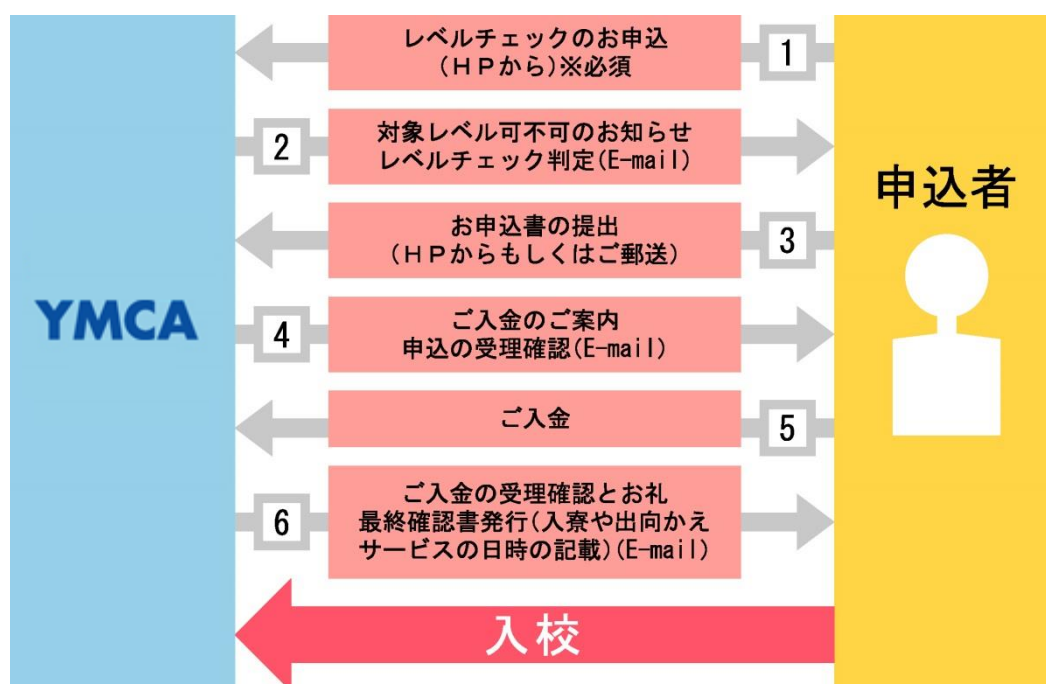 レベルチェックのお申込
(HPから)※必須
1
2
対象レベル可不可のお知らせ
レベルチェック判定(E-mail)
申込者
お申込書の提出
(HPからもしくはご郵送)
3
YMCA
4
ご入金のご案内
申込の受理確認(E-mail)
ご入金
5
6
ご入金の受理確認とお礼
最終確認書発行(入寮や出向かえ
サービスの日時の記載)(E-mail)
入校